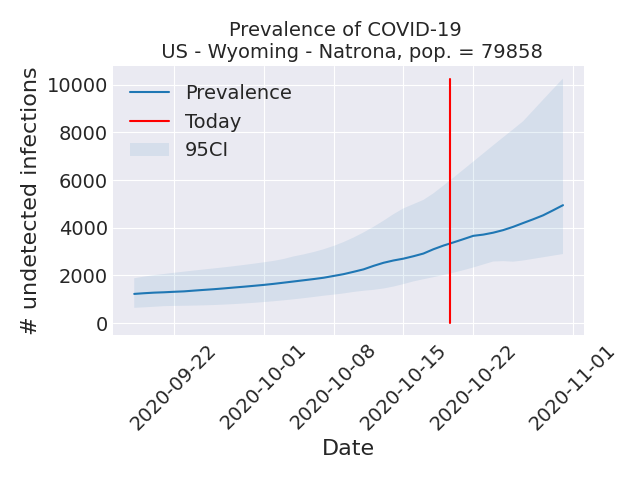 Prevalence of COVID-19
US - Wyoming - Natrona, pop. = 79858
# undetected infections
10000
8000
6000
4000
2000
0
Prevalence
Today
95CI
2020-09-22
2020-10-01
2020-10-08
2020-10-15
2020-10-22
2020-11-01
Date